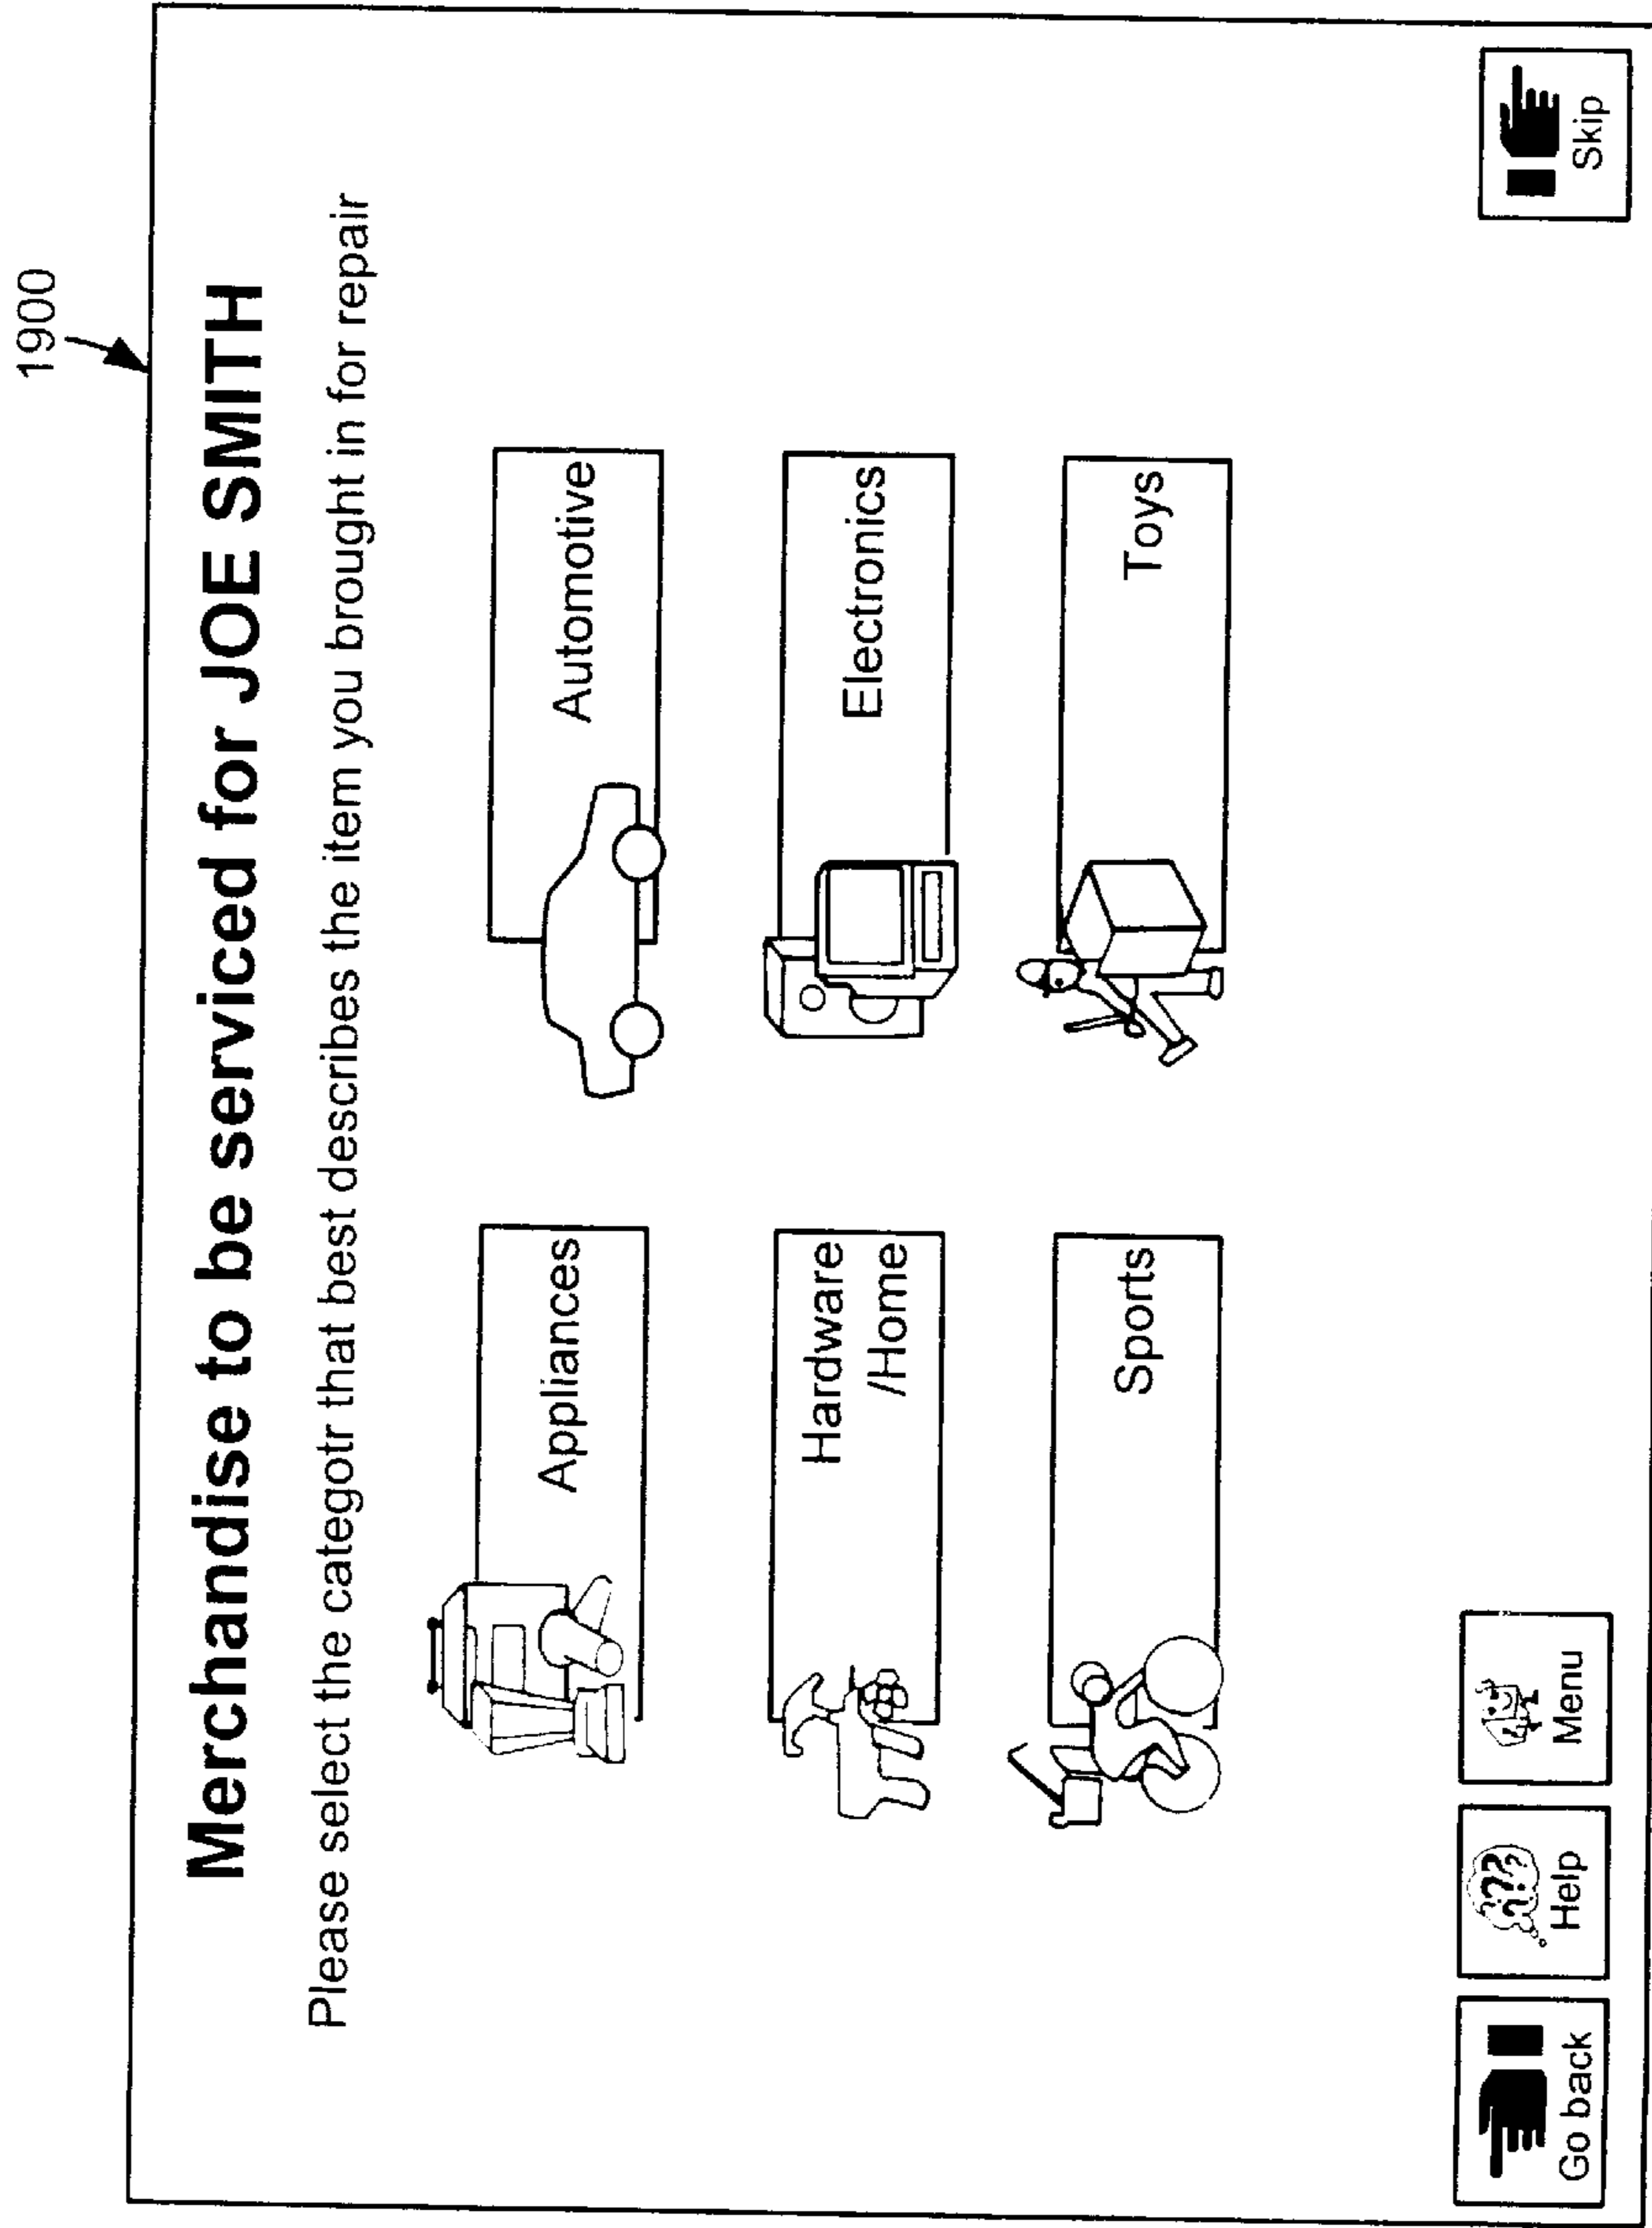 1900
Merchandise to be serviced for JOE SMITH
Please select the categotr that best describes the item you brought in for repair
Appliances
Automotive
Hardware
/Home
Electronics
Sports
Toys
Go back
???
Help
Menu
Skip